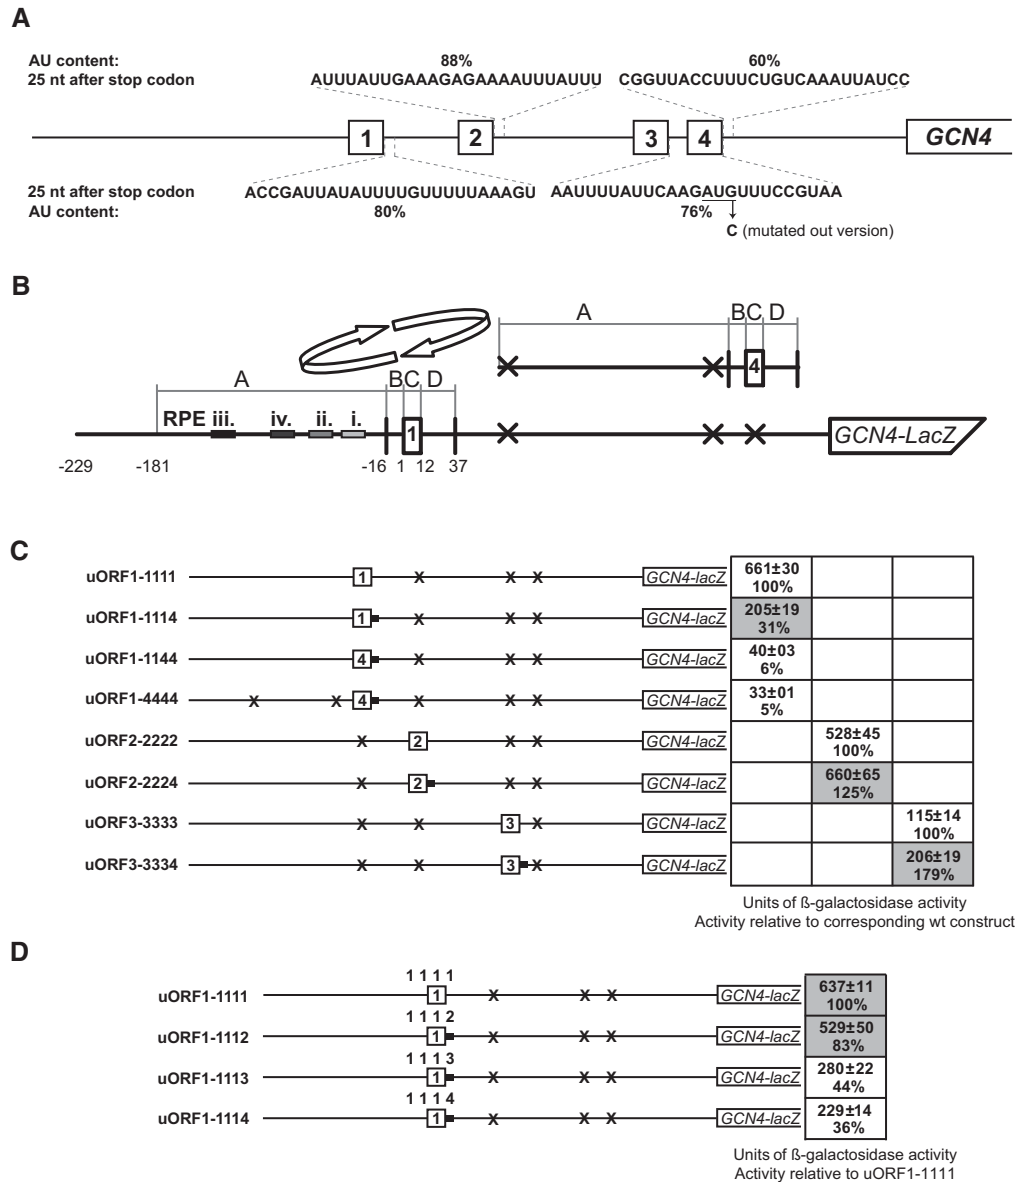 A
AU content:
25 nt after stop codon
88%
AUUUAUUGAAAGAGAAAAUUUAUUU
60%
CGGUUACCUUUCUGUCAAAUUAUCC
1
2
3
4
GCN4
25 nt after stop codon
AU content:
ACCGAUUAUAUUUUGUUUUUAAAGU
80%
AAUUUUAUUCAAGAUGUUUCCGUAA
76%
C (mutated out version)
B
A
B C D
4
A
B C D
RPE iii. iv. ii. i.
1
GCN4-LacZ
-229 -181 -16 1 12 37
C
uORF1-1111 1 X X X GCN4-lacZ 661±30
100%
uORF1-1114 1 X X X GCN4-lacZ 205±19
31%
uORF1-1144 4 X X X GCN4-lacZ 40±03
6%
uORF1-4444 X X 4 X X X GCN4-lacZ 33±01
5%
uORF2-2222 X 2 X X GCN4-lacZ 528±45
100%
uORF2-2224 X 2 X X GCN4-lacZ 660±65
125%
uORF3-3333 X X 3 X GCN4-lacZ 115±14
100%
uORF3-3334 X X 3 X GCN4-lacZ 206±19
179%
Units of ß-galactosidase activity
Activity relative to corresponding wt construct
D
1 1 1 1
uORF1-1111 1 X X X GCN4-lacZ 637±11
100%
1 1 1 2
uORF1-1112 1 X X X GCN4-lacZ 529±50
83%
1 1 1 3
uORF1-1113 1 X X X GCN4-lacZ 280±22
44%
1 1 1 4
uORF1-1114 1 X X X GCN4-lacZ 229±14
36%
Units of ß-galactosidase activity
Activity relative to uORF1-1111